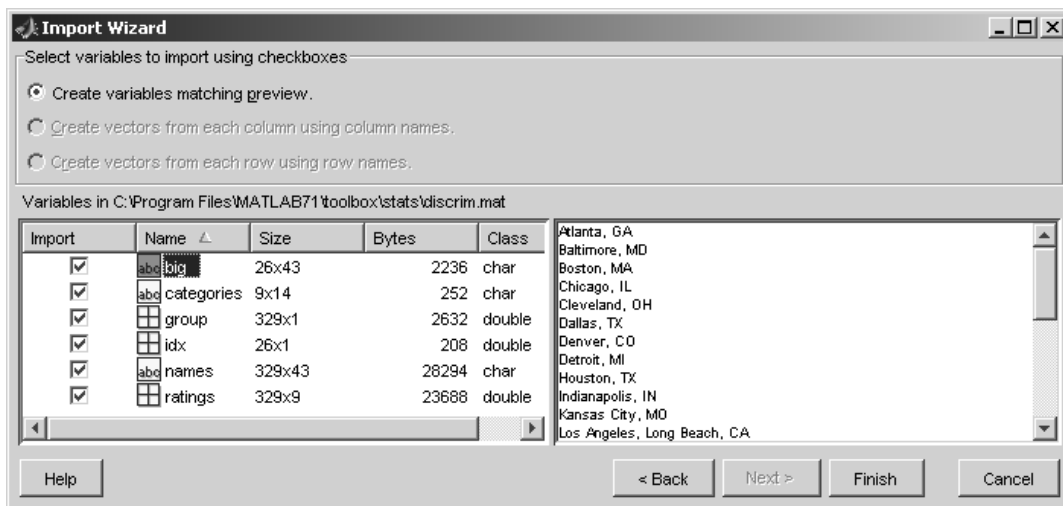 Import Wizard
Select variables to import using checkboxes
Create variables matching preview.
Create vectors from each column using column names.
Create vectors from each row using row names.
Variables in C:\Program Files\MATLAB71\toolbox\stats\discrim.mat
Import Name Size Bytes Class
abc big 26x43 2236 char
abc categories 9x14 252 char
group 329x1 2632 double
idx 26x1 208 double
abc names 329x43 28294 char
ratings 329x9 23688 double
Atlanta, GA
Baltimore, MD
Boston, MA
Chicago, IL
Cleveland, OH
Dallas, TX
Denver, CO
Detroit, MI
Houston, TX
Indianapolis, IN
Kansas City, MO
Los Angeles, Long Beach, CA
Help < Back Next > Finish Cancel